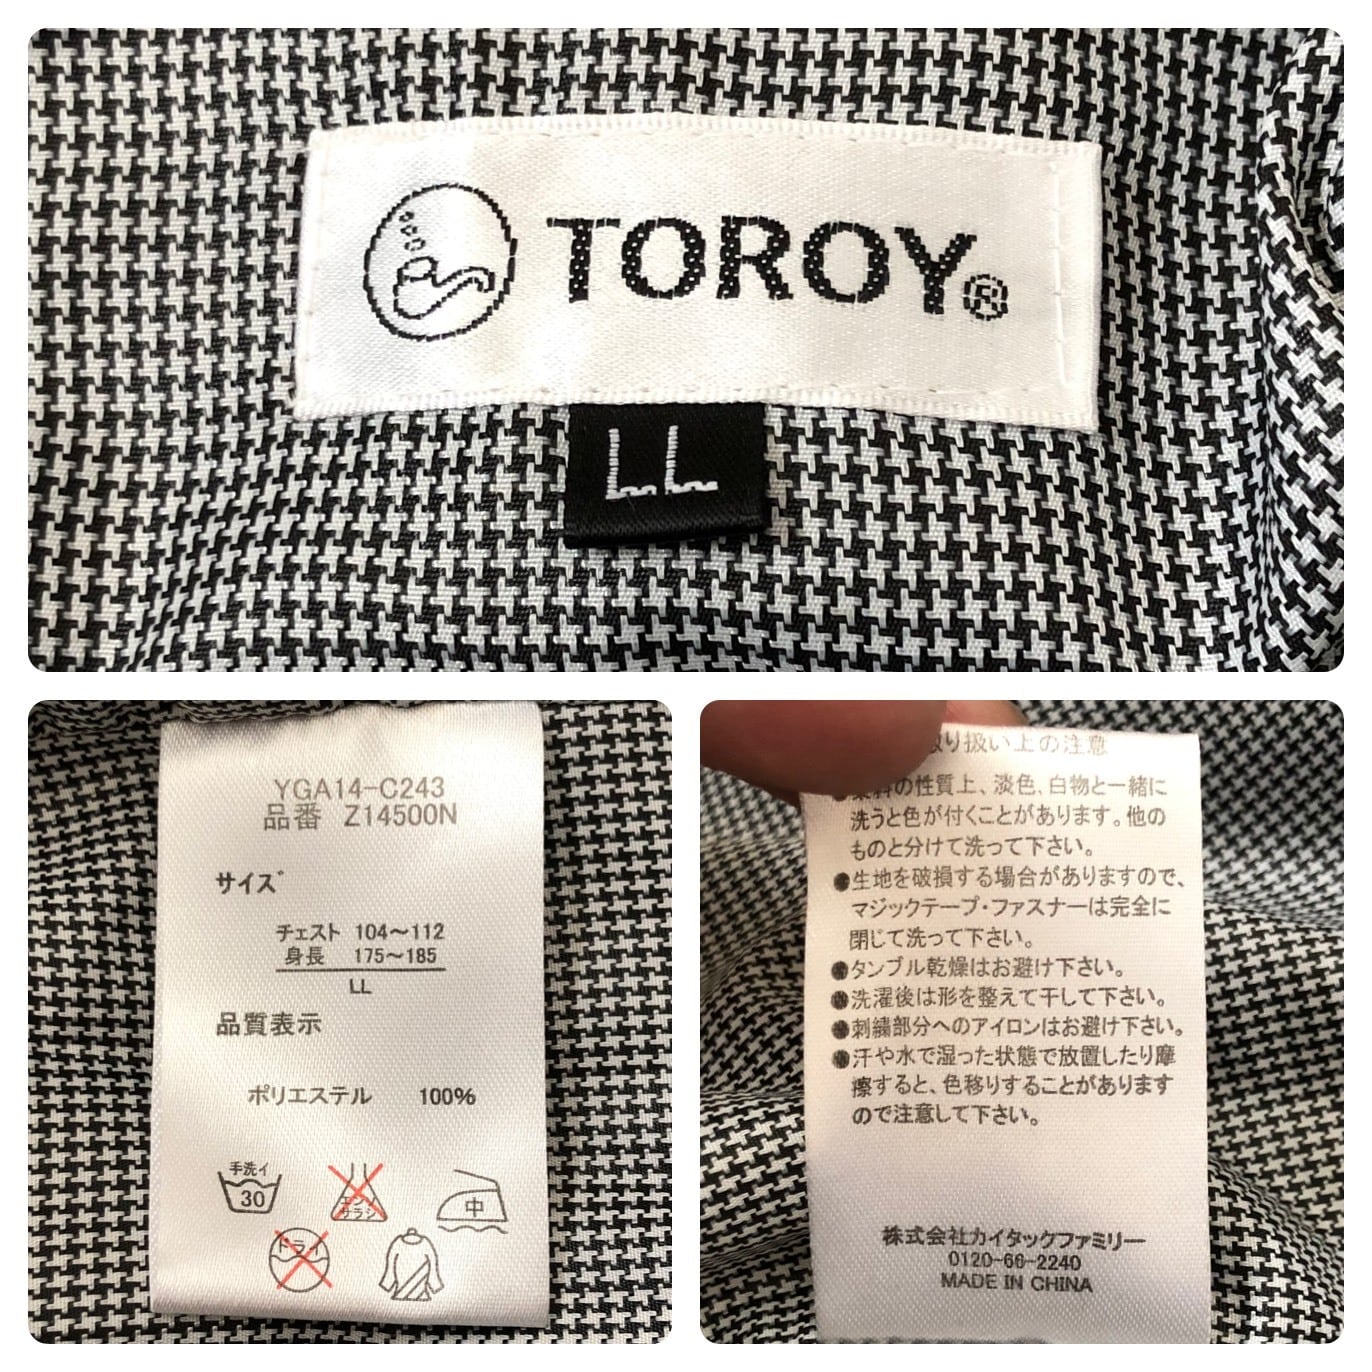 TOROY®
LL
YGA14-C243
品番 Z14500N
サイズ
チェスト 104～112
身長 175～185
LL
品質表示
ポリエステル 100%
手洗イ
30
エンソ
サラシ
中
ドライ
り扱い上の注意
の性質上、淡色、白物と一緒に
洗うと色が付くことがあります。他の
ものと分けて洗って下さい。
●生地を破損する場合がありますので、
マジックテープ・ファスナーは完全に
閉じて洗って下さい。
●タンブル乾燥はお避け下さい。
●洗濯後は形を整えて干して下さい。
●刺繍部分へのアイロンはお避け下さい。
●汗や水で湿った状態で放置したり摩
擦すると、色移りすることがあります
ので注意して下さい。
株式会社カイタックファミリー
0120-66-2240
MADE IN CHINA